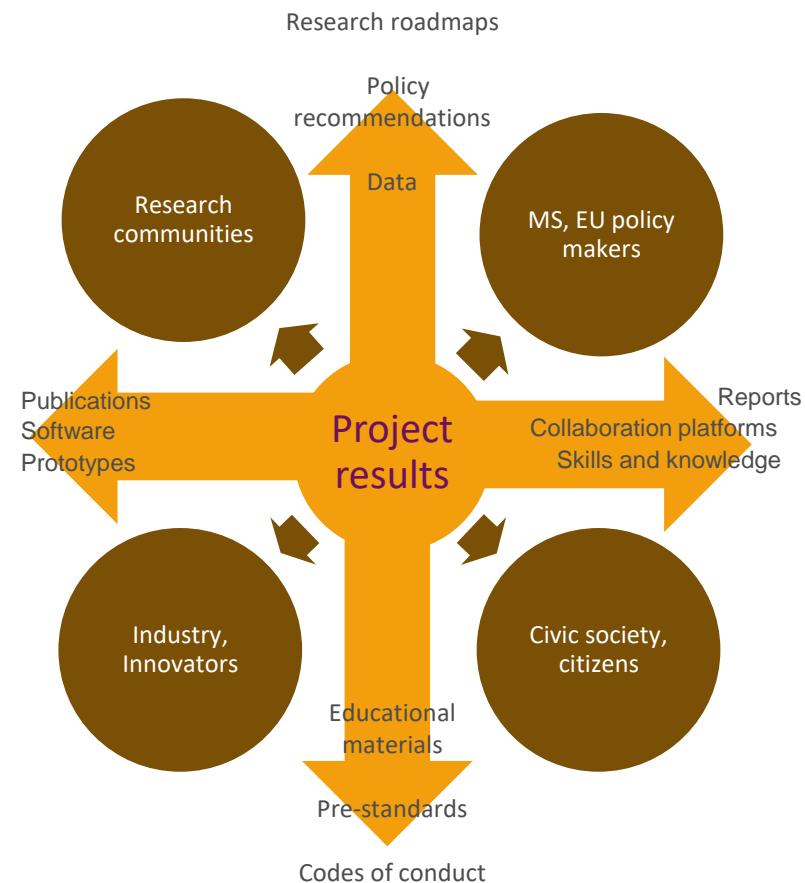 Research roadmaps
Policy
recommendations
Data
Research
communities
MS, EU policy
makers
Publications
Software
Prototypes
Project
results
Reports
Collaboration platforms
Skills and knowledge
Industry,
Innovators
Civic society,
citizens
Educational
materials
Pre-standards
Codes of conduct